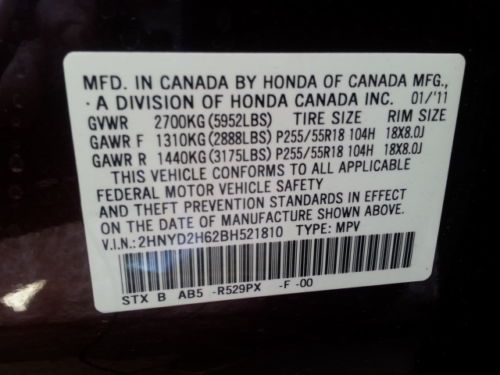 MFD. IN CANADA BY HONDA OF CANADA MFG.,
· A DIVISION OF HONDA CANADA INC. 01/'11
GVWR 2700KG(5952LBS) TIRE SIZE RIM SIZE
GAWR F 1310KG(2888LBS) P255/55R18 104H 18X8.0J
GAWR R 1440KG(3175LBS) P255/55R18 104H 18X8.0J
THIS VEHICLE CONFORMS TO ALL APPLICABLE
FEDERAL MOTOR VEHICLE SAFETY
AND THEFT PREVENTION STANDARDS IN EFFECT
ON THE DATE OF MANUFACTURE SHOWN ABOVE.
V.I.N.:2HNYD2H62BH521810 TYPE: MPV
STX B AB5 -R529PX -F -00